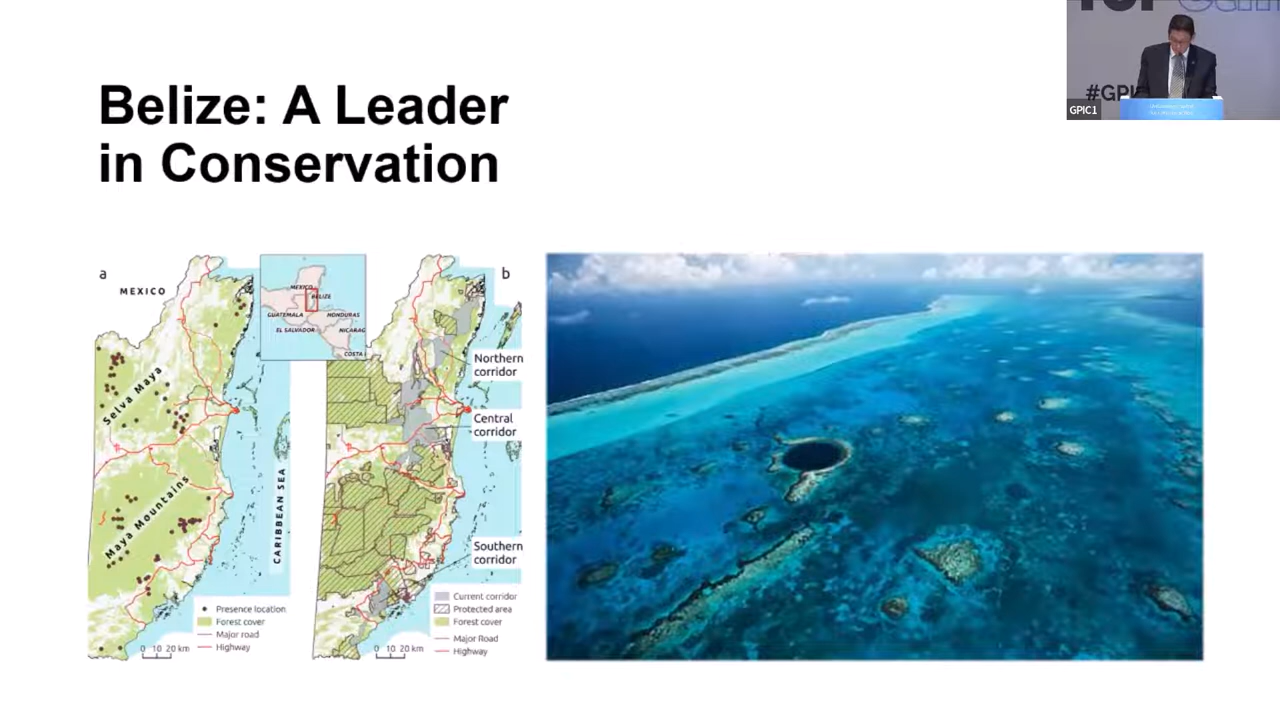 Belize: A Leader
in Conservation
#GPIC
GPIC1
a
MEXICO
Selva Maya
Maya Mountains
CARIBBEAN SEA
Presence location
Forest cover
Major road
Highway
0 10 20 km
MEXICO
BELIZE
GUATEMALA
HONDURAS
EL SALVADOR
NICARAG
COSTA
b
Northern
corridor
Central
corridor
Southern
corridor
Current corridor
Protected area
Forest cover
Major Road
Highway
0 10 20 km